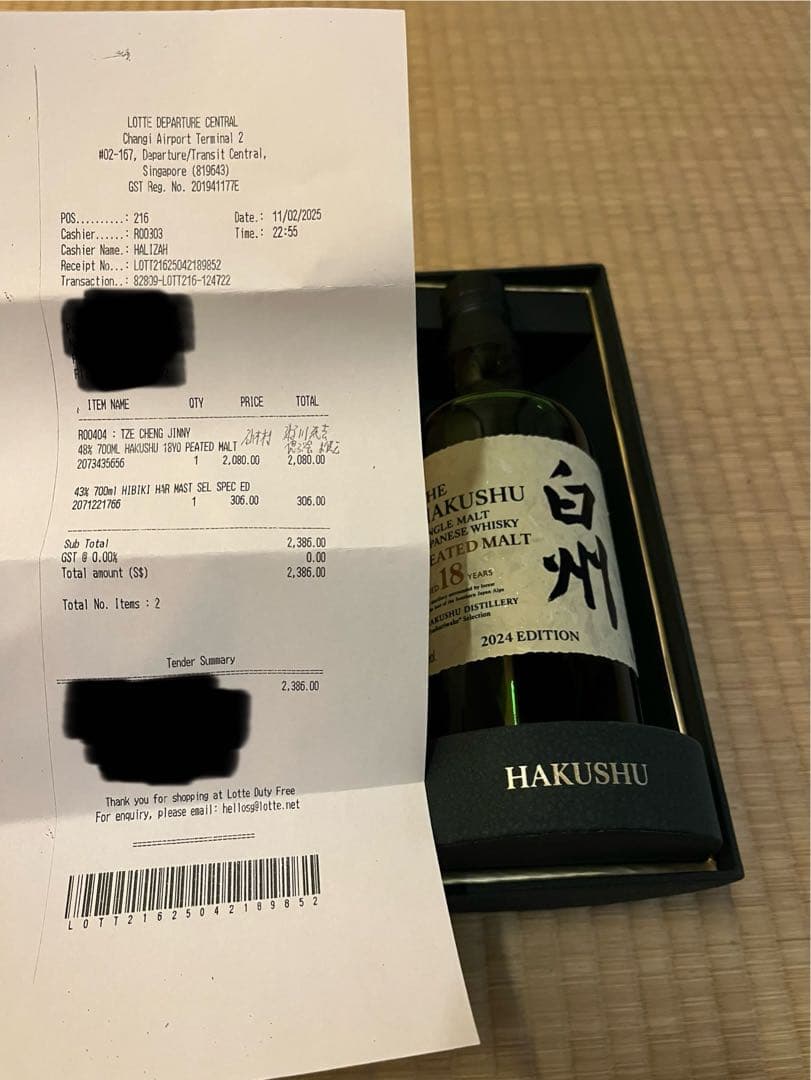 LOTTE DEPARTURE CENTRAL
Changi Airport Terminal 2
#02-167, Departure/Transit Central,
Singapore (819643)
GST Reg. No. 201941177E
POS..........: 216 Date.: 11/02/2025
Cashier......: R00303 Time.: 22:55
Cashier Name.: HALIZAH
Receipt No...: LOTT21625042189852
Transaction..: 82809-LOTT216-124722
ITEM NAME QTY PRICE TOTAL
R00404 : TZE CHENG JINNY
48% 700ML HAKUSHU 18YO PEATED MALT
2073435656 1 2,080.00 2,080.00
43% 700ml HIBIKI HAR MAST SEL SPEC ED
2071221766 1 306.00 306.00
Sub Total 2,386.00
GST @ 0.00% 0.00
Total amount (S$) 2,386.00
Total No. Items : 2
Tender Summary
2,386.00
Thank you for shopping at Lotte Duty Free
For enquiry, please email: hellosg@lotte.net
LOTT21625042189852
THE
HAKUSHU
SINGLE MALT
JAPANESE WHISKY
PEATED MALT
18 YEARS
HAKUSHU DISTILLERY
Selection
2024 EDITION
白州
HAKUSHU